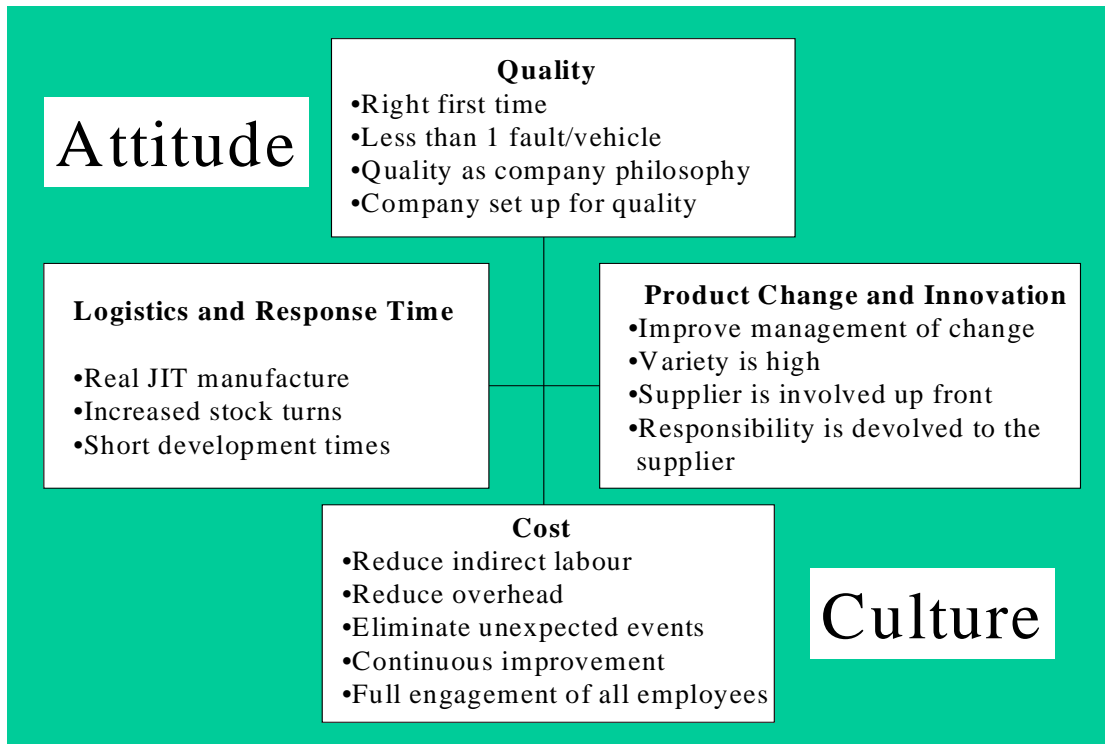 Attitude
Quality
•Right first time
•Less than 1 fault/vehicle
•Quality as company philosophy
•Company set up for quality
Logistics and Response Time
•Real JIT manufacture
•Increased stock turns
•Short development times
Product Change and Innovation
•Improve management of change
•Variety is high
•Supplier is involved up front
•Responsibility is devolved to the
supplier
Cost
•Reduce indirect labour
•Reduce overhead
•Eliminate unexpected events
•Continuous improvement
•Full engagement of all employees
Culture